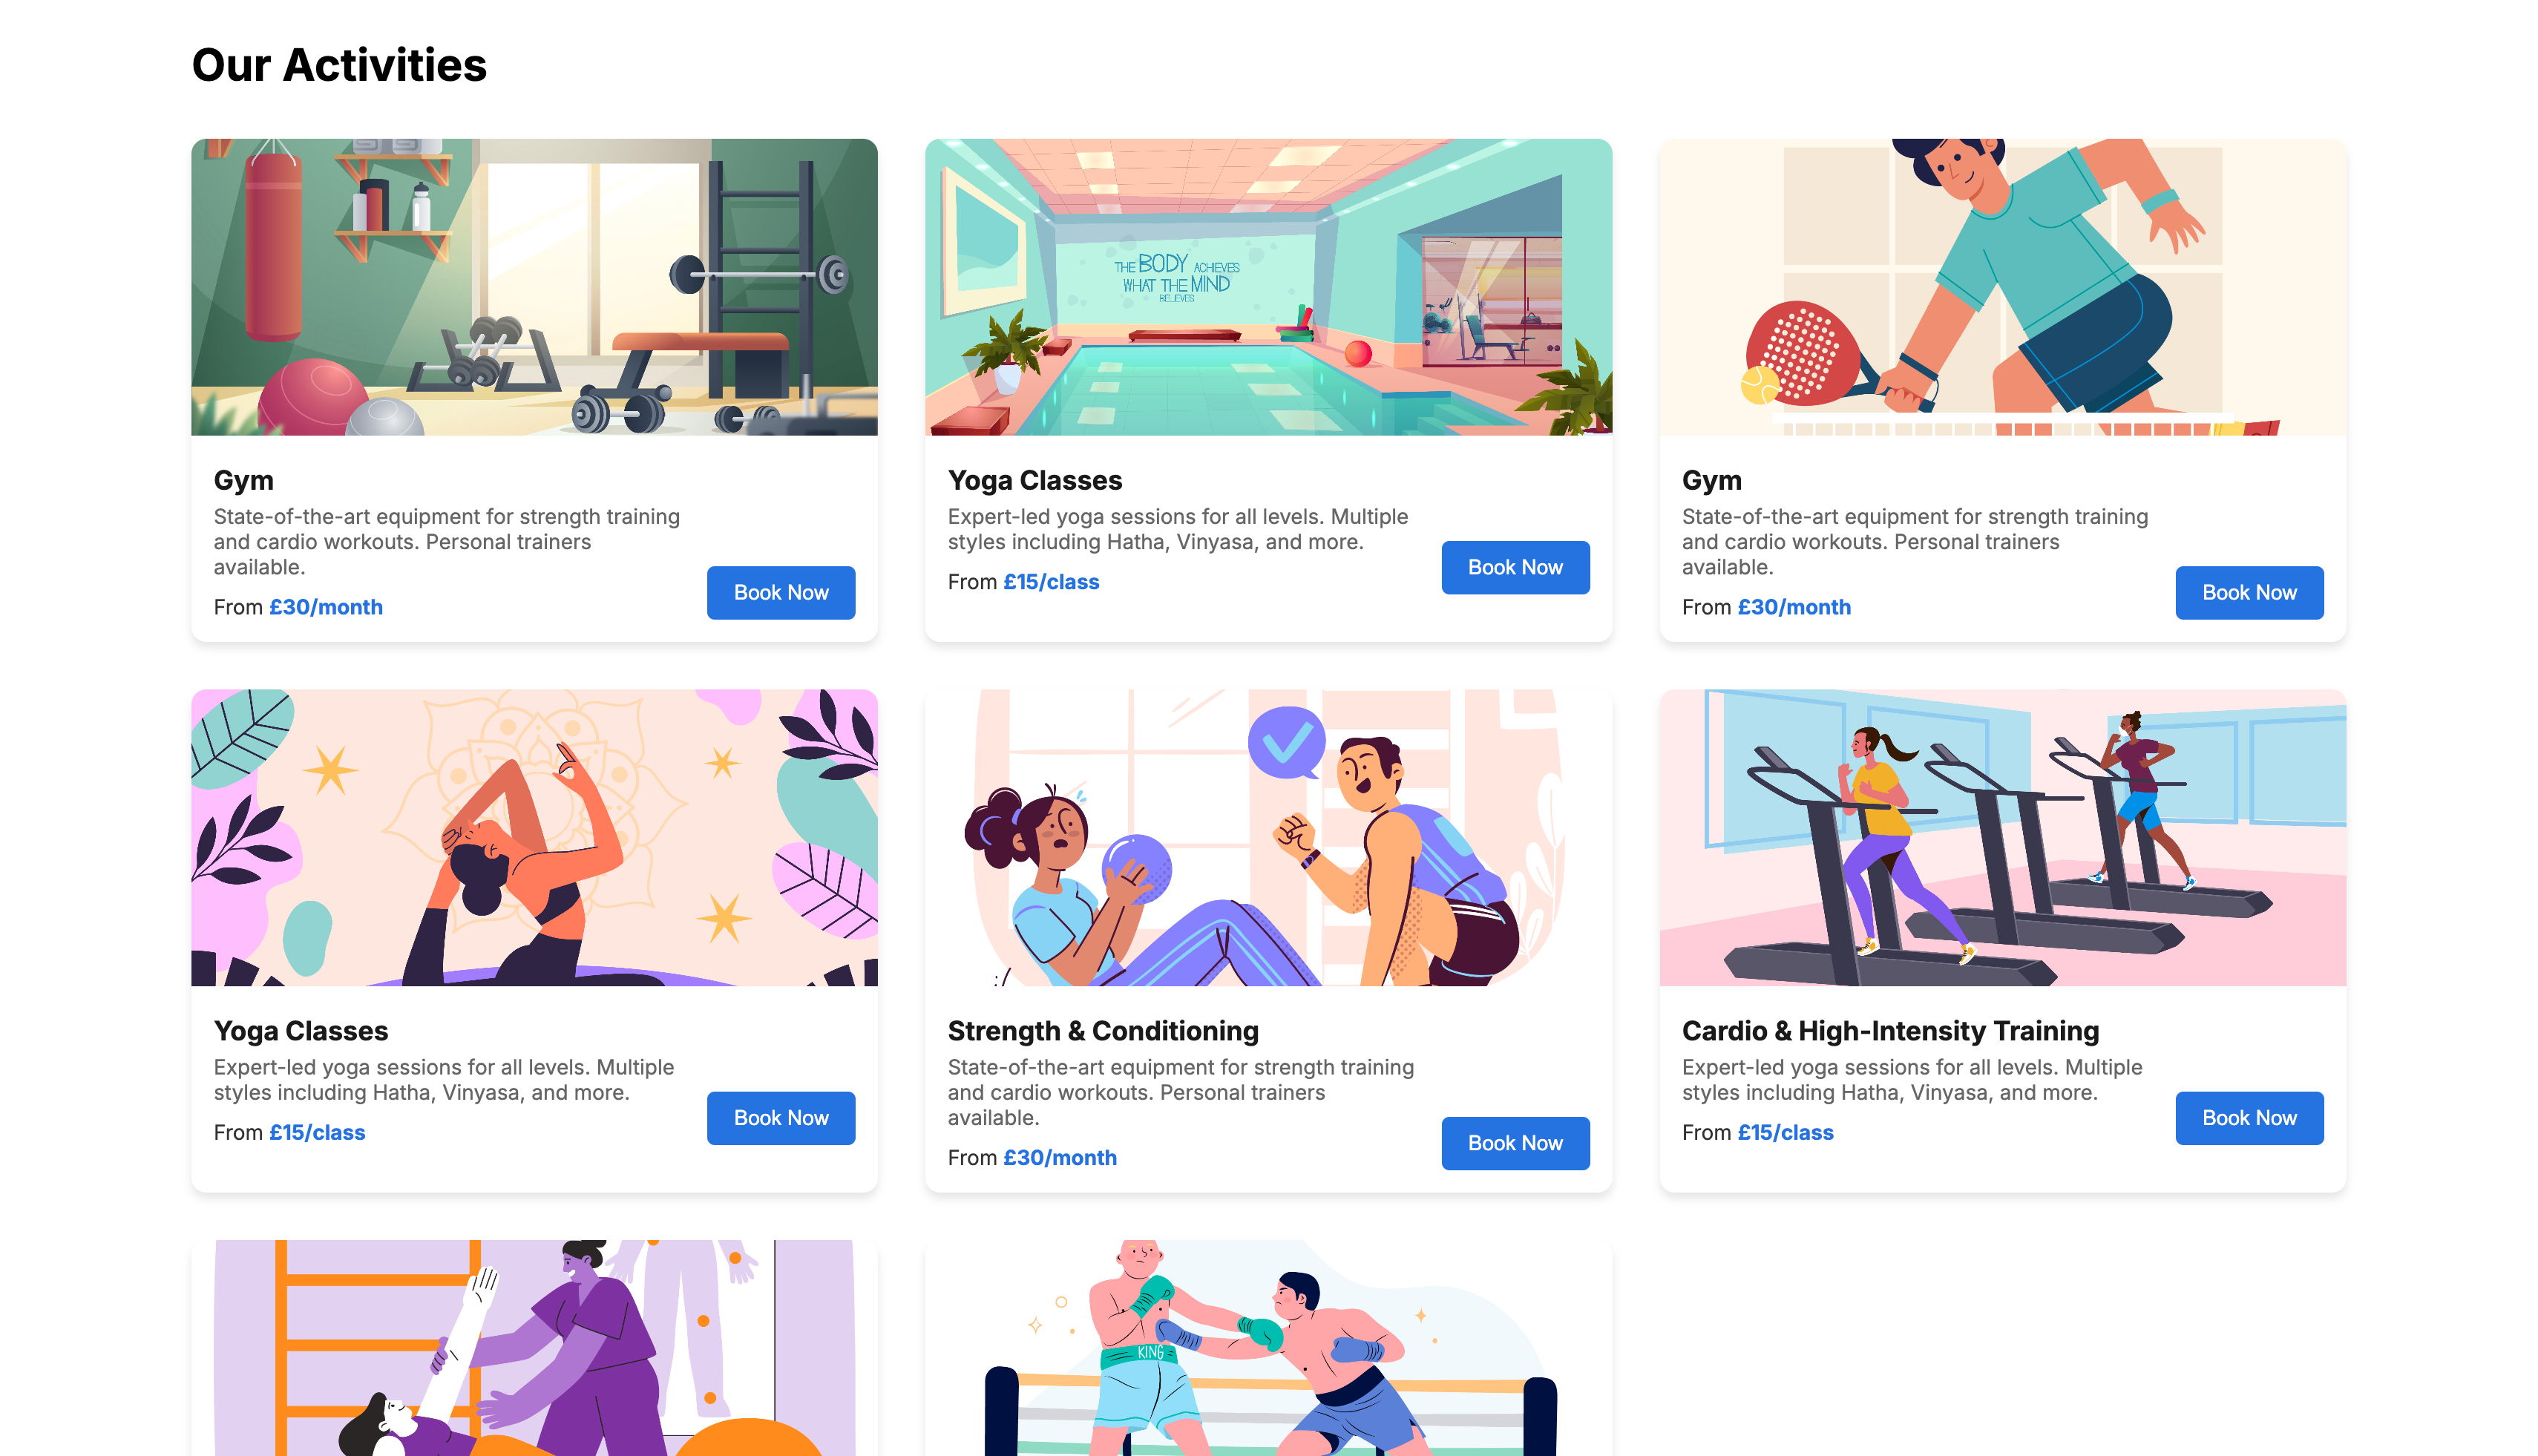 Our Activities
THE BODY ACHIEVES
WHAT THE MIND
BELIEVES
Gym
State-of-the-art equipment for strength training
and cardio workouts. Personal trainers
available.
From £30/month
Book Now
Yoga Classes
Expert-led yoga sessions for all levels. Multiple
styles including Hatha, Vinyasa, and more.
From £15/class
Book Now
Gym
State-of-the-art equipment for strength training
and cardio workouts. Personal trainers
available.
From £30/month
Book Now
Yoga Classes
Expert-led yoga sessions for all levels. Multiple
styles including Hatha, Vinyasa, and more.
From £15/class
Book Now
Strength & Conditioning
State-of-the-art equipment for strength training
and cardio workouts. Personal trainers
available.
From £30/month
Book Now
Cardio & High-Intensity Training
Expert-led yoga sessions for all levels. Multiple
styles including Hatha, Vinyasa, and more.
From £15/class
Book Now
KING